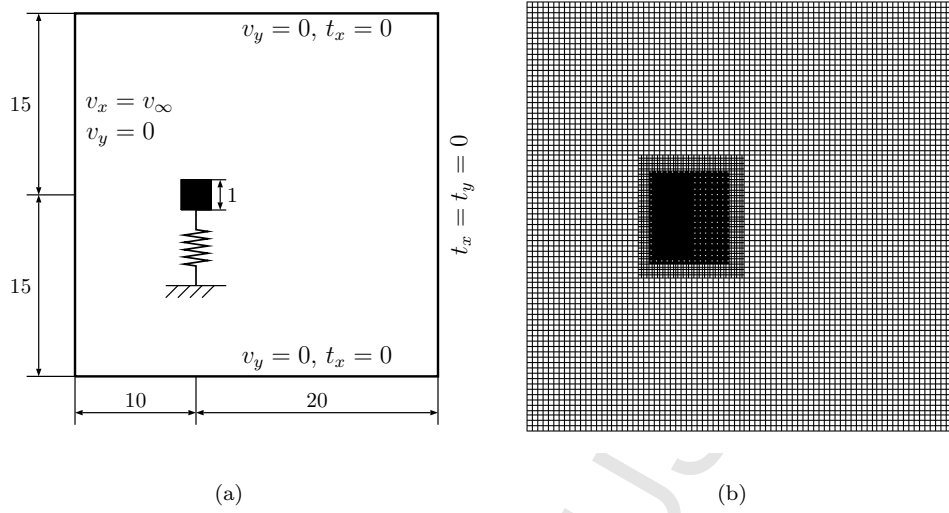 v_y = 0, t_x = 0
15
v_x = v_∞
v_y = 0
1
t_x = t_y = 0
15
v_y = 0, t_x = 0
10
20
(a)
(b)